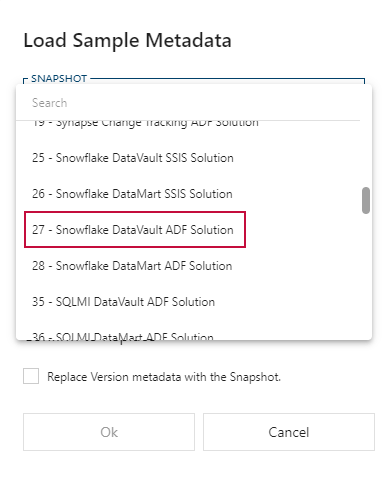 Load Sample Metadata
SNAPSHOT
Search
19 - Synapse Change Tracking ADF Solution
25 - Snowflake DataVault SSIS Solution
26 - Snowflake DataMart SSIS Solution
27 - Snowflake DataVault ADF Solution
28 - Snowflake DataMart ADF Solution
35 - SQLMI DataVault ADF Solution
36 - SQLMI DataMart ADF Solution
Replace Version metadata with the Snapshot.
Ok
Cancel